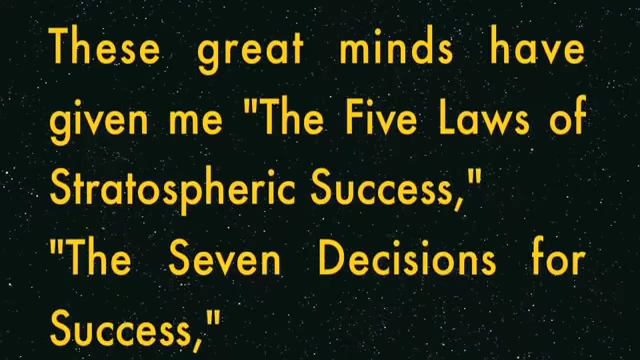 These great minds have
given me "The Five Laws of
Stratospheric Success,"
"The Seven Decisions for
Success,"